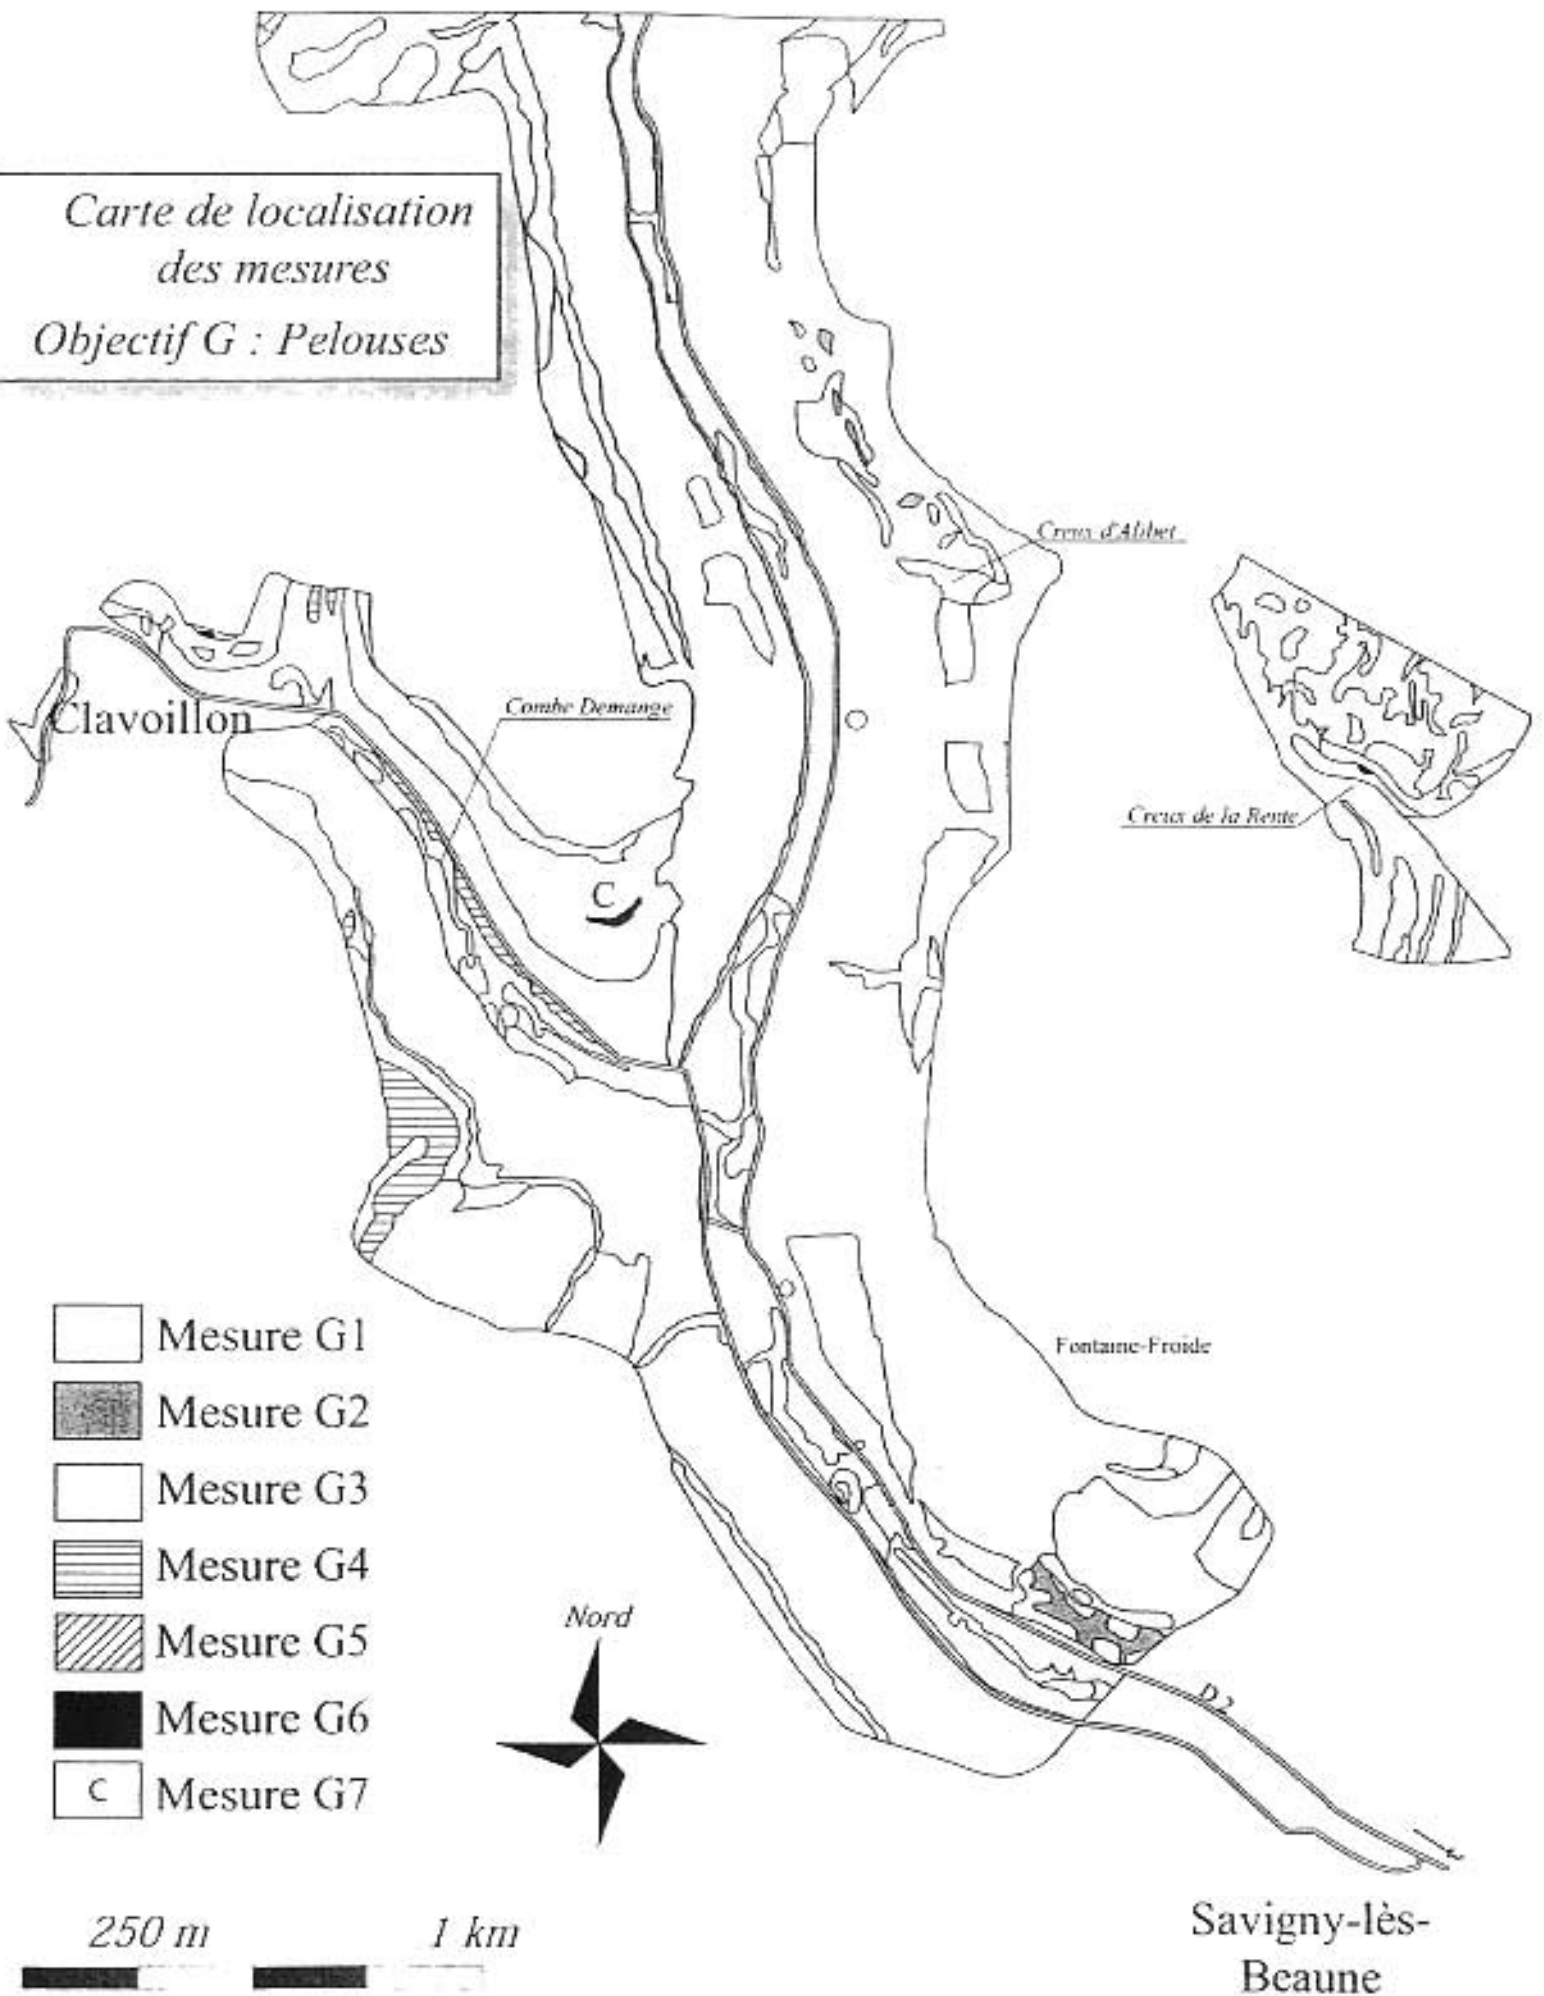 Carte de localisation
des mesures
Objectif G : Pelouses
Creux d'Alibet
Clavoillon
Combe Demange
Creux de la Rente
C
Fontaine-Froide
Mesure G1
Mesure G2
Mesure G3
Mesure G4
Mesure G5
Mesure G6
C Mesure G7
Nord
D 2
250 m 1 km
Savigny-lès-
Beaune